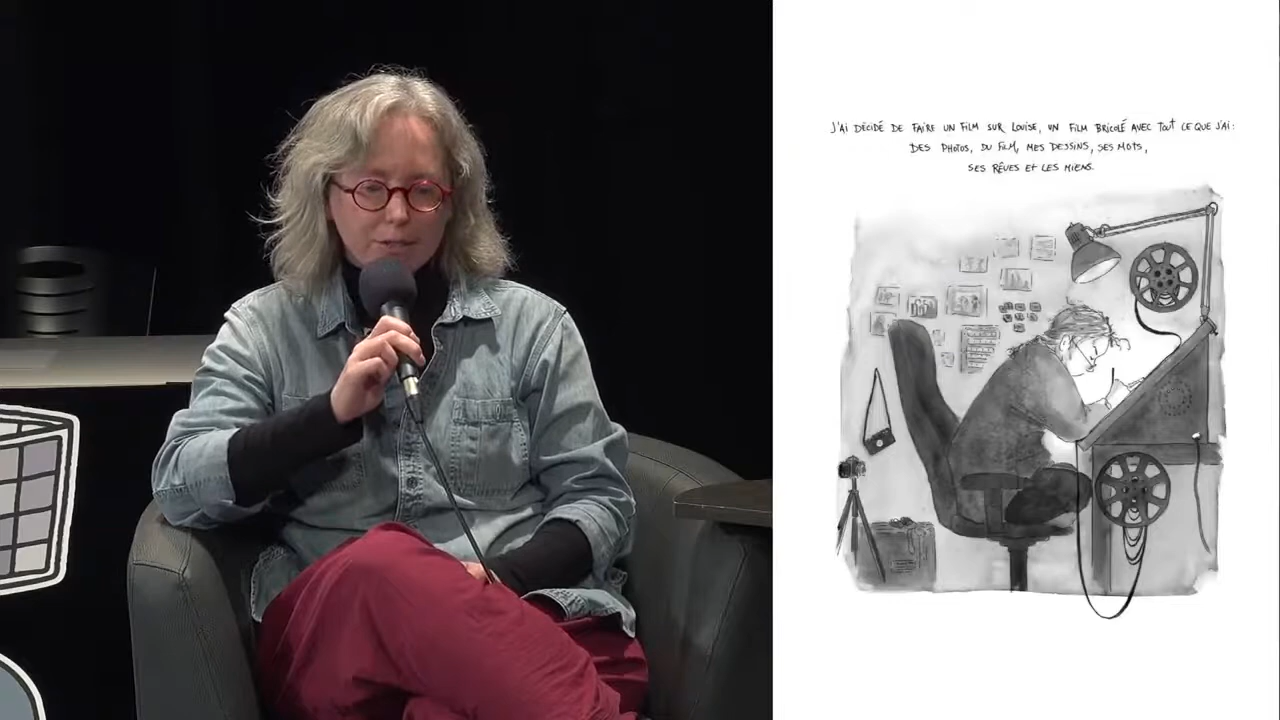 J'AI DÉCIDÉ DE FAIRE UN FILM SUR LOUISE, UN FILM BRICOLÉ AVEC TOUT CE QUE J'AI :
DES PHOTOS, DU FILM, MES DESSINS, SES MOTS,
SES RÊVES ET LES MIENS.